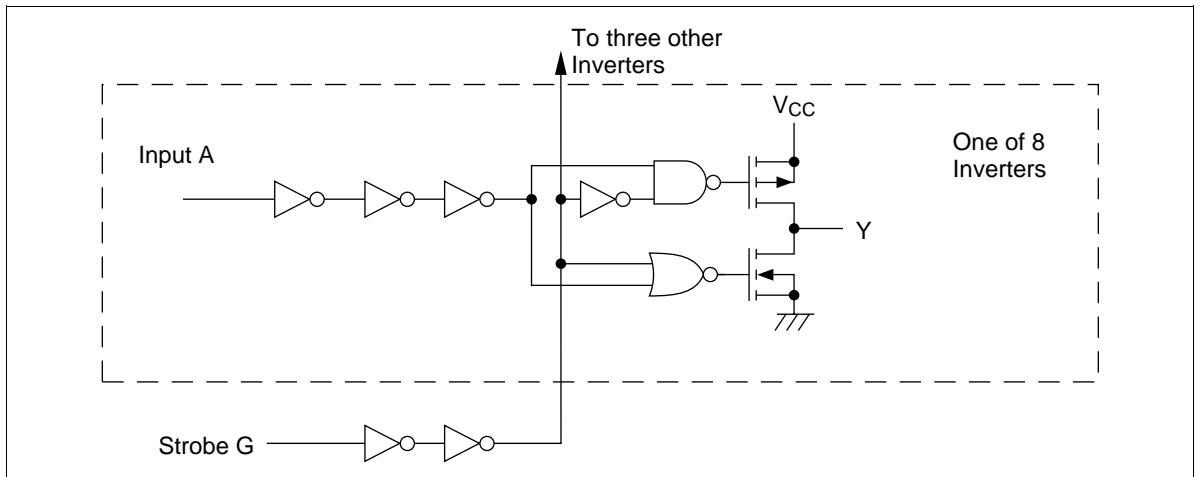 To three other
Inverters
VCC
One of 8
Inverters
Input A
Y
Strobe G